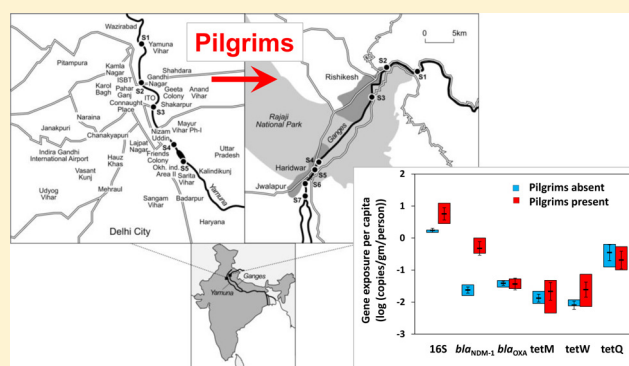 Pilgrims
Wazirabad
S1
Yamuna
Vihar
Pitampura
Kamla
Nagar
Shahdara
ISBT
Gandhi
Nagar
S2
Karol
Bagh
Pahar
Ganj
Geeta
Colony
Anand
Vihar
Connaught
Place
ITO
S3
Shakarpur
Naraina
Mayur
Vihar Ph-I
Janakpuri
Chanakyapuri
Nizam
Uddin
Lajpat
Nagar
S4
Friends
Colony
Uttar
Pradesh
Indira Gandhi
International Airport
Hauz
Khas
Okh. ind.
Area II
S5
Sarita
Vihar
Kalindikunj
Vasant
Kunj
Mehraul
Badarpur
Yamuna
Udyog
Vihar
Sangam
Vihar
Haryana
Delhi City
0
5km
S2
Rishikesh
S1
S3
Rajaji
National Park
Ganges
S4
Haridwar
S5
S6
Jwalapur
S7
Ganges
Yamuna
Pilgrims absent
Pilgrims present
Gene exposure per capita
(log (copies/gm/person))
2
1
0
-1
-2
-3
16S
blaNDM-1
blaOXA
tetM
tetW
tetQ